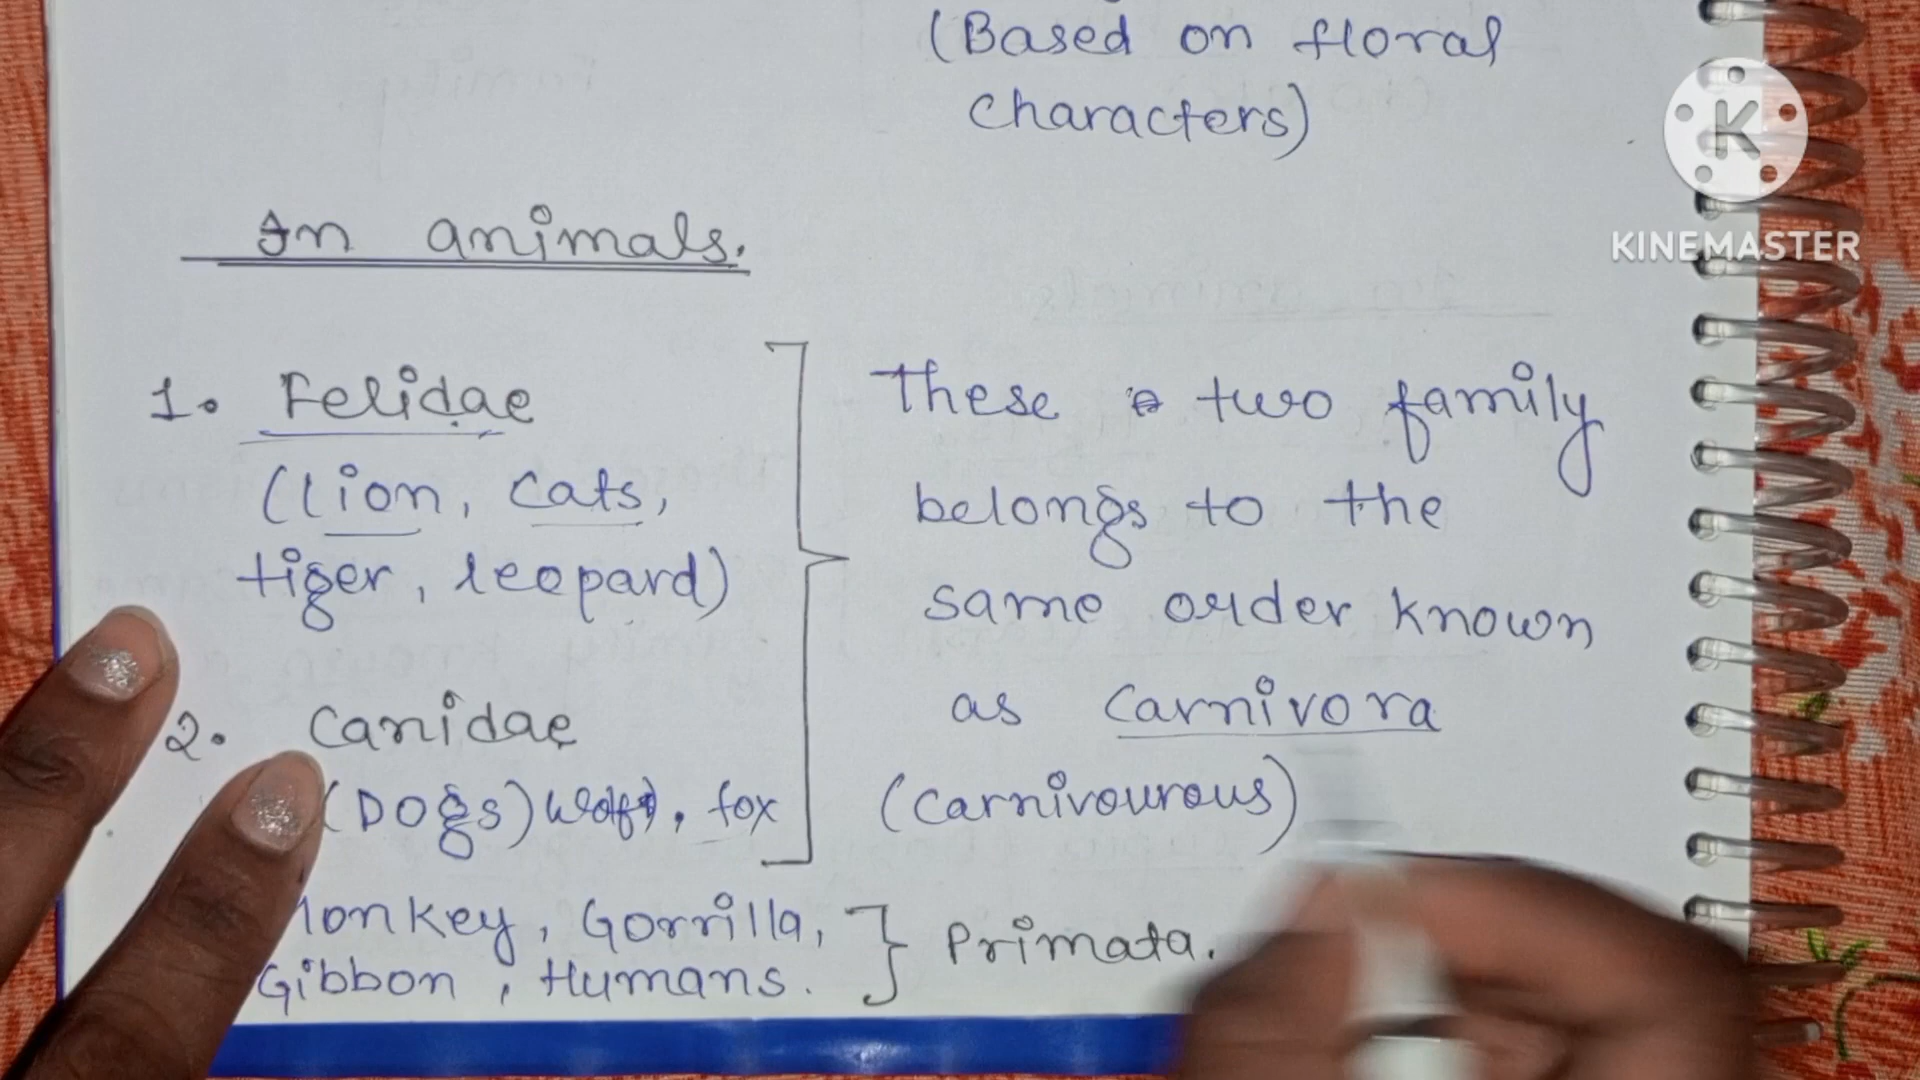 (Based on floral
characters)
KINEMASTER
In animals.
1. Felidae
(lion, cats,
tiger, leopard)
2. Canidae
(Dogs) , fox
These two family
belongs to the
same order known
as Carnivora
(Carnivourous)
Monkey, Gorrilla,
Gibbon, Humans.
Primata.